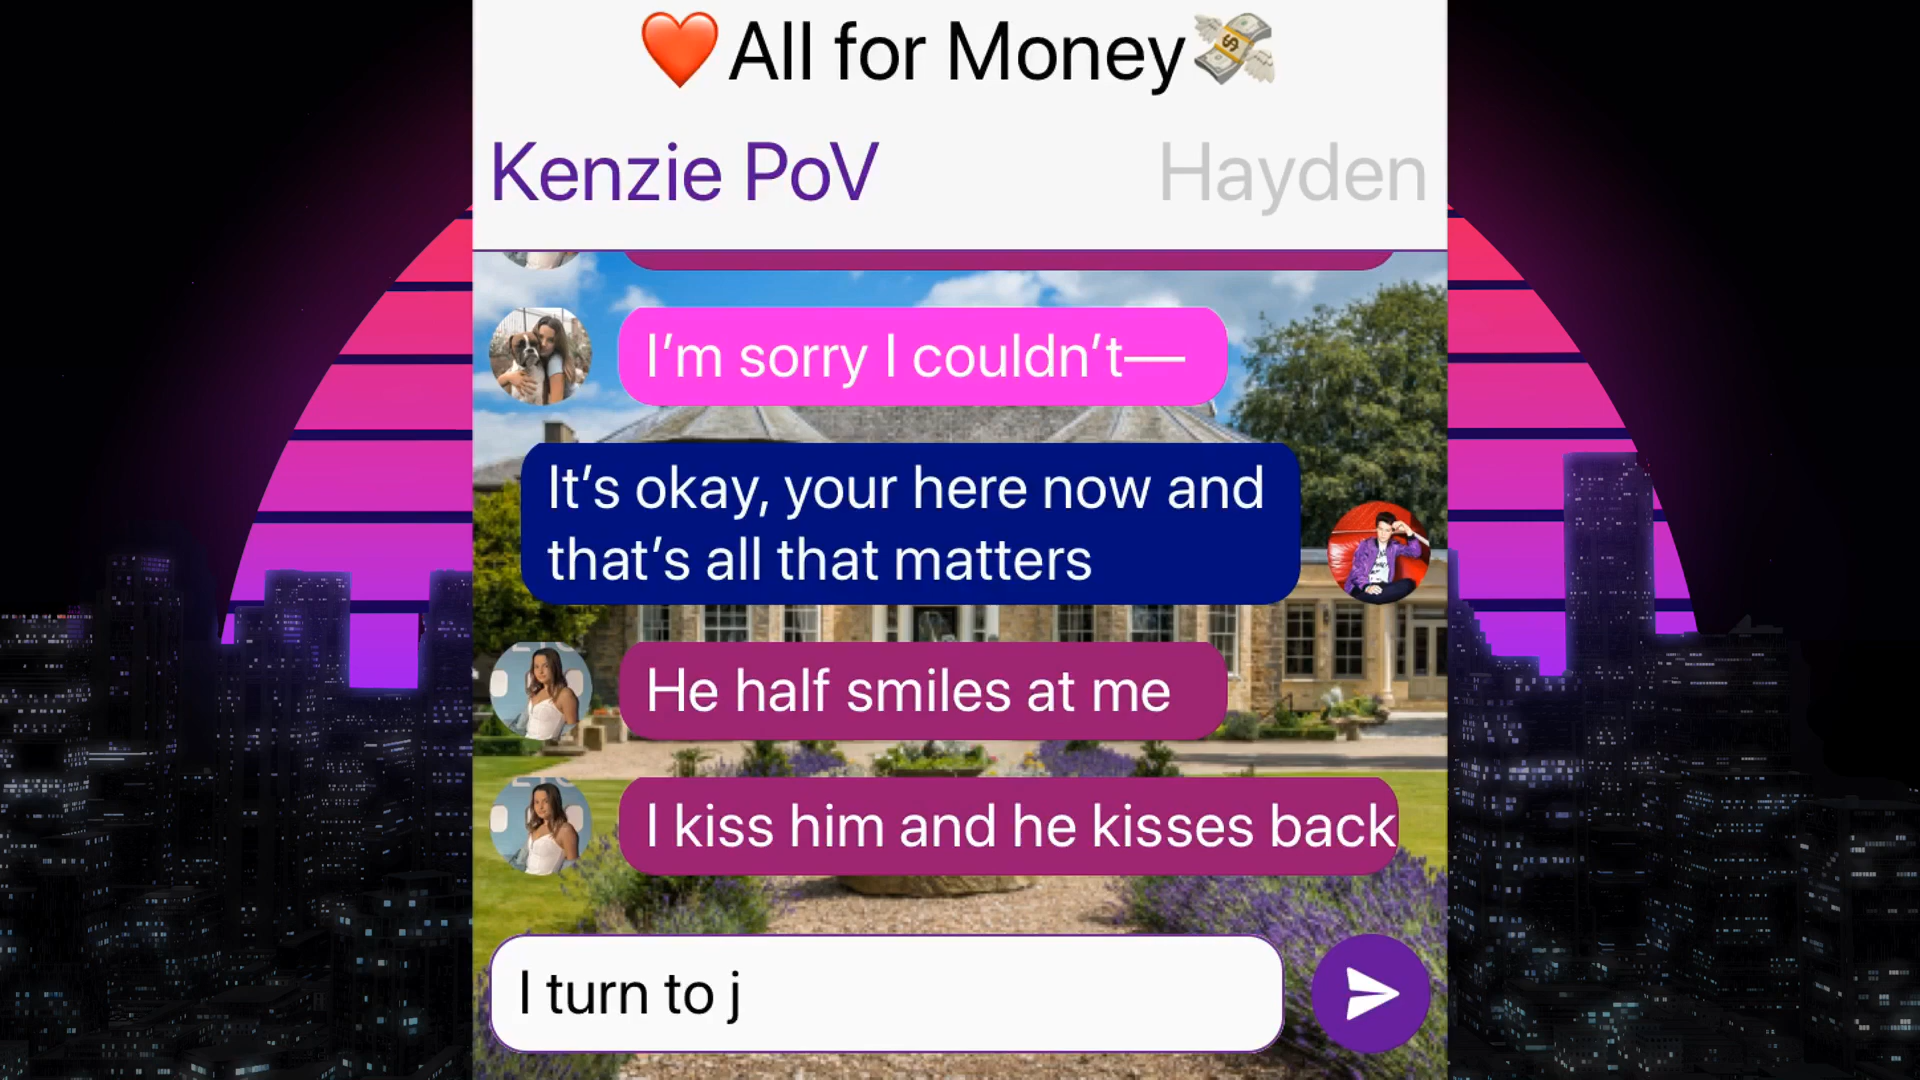 ❤️All for Money💸
Kenzie PoV
Hayden
I’m sorry I couldn’t—
It’s okay, your here now and
that’s all that matters
He half smiles at me
I kiss him and he kisses back
I turn to j